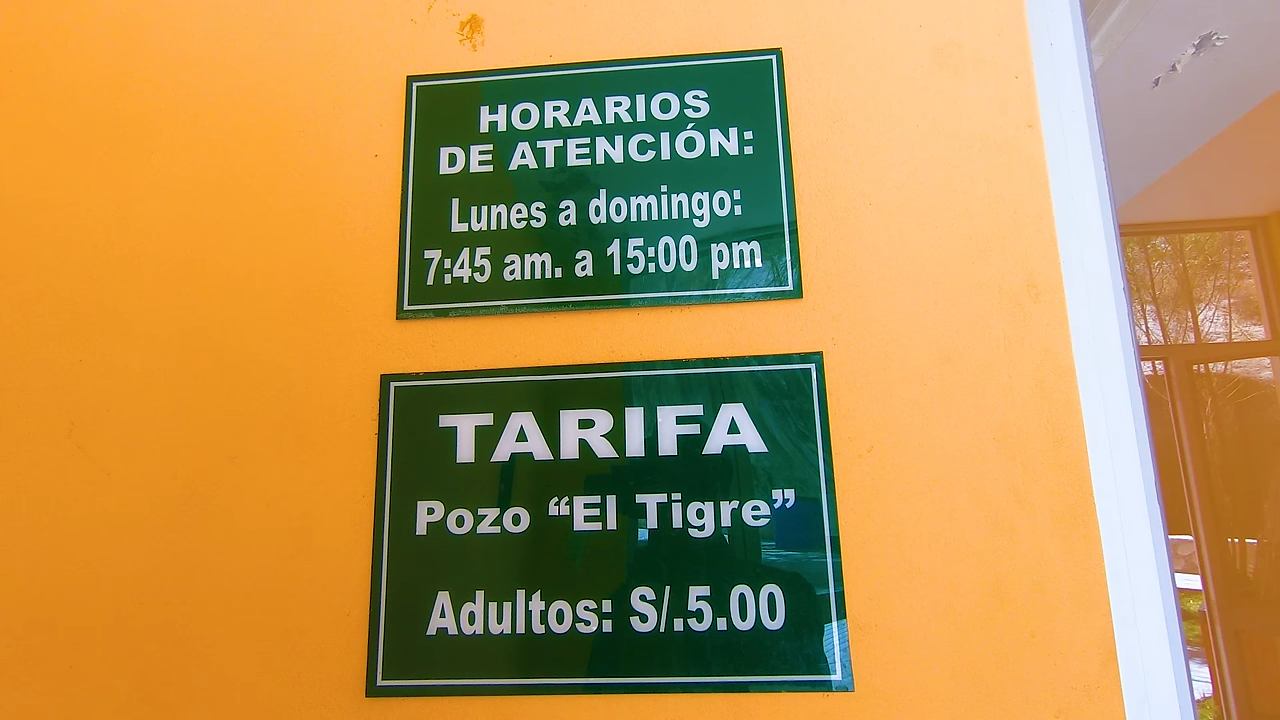 HORARIOS
DE ATENCIÓN:
Lunes a domingo:
7:45 am. a 15:00 pm
TARIFA
Pozo “El Tigre”
Adultos: S/.5.00